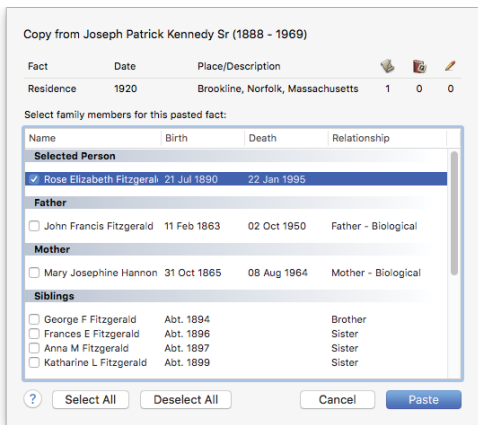 Copy from Joseph Patrick Kennedy Sr (1888 - 1969)
Fact Date Place/Description
Residence 1920 Brookline, Norfolk, Massachusetts 1 0 0
Select family members for this pasted fact:
Name Birth Death Relationship
Selected Person
Rose Elizabeth Fitzgeral 21 Jul 1890 22 Jan 1995
Father
John Francis Fitzgerald 11 Feb 1863 02 Oct 1950 Father - Biological
Mother
Mary Josephine Hannon 31 Oct 1865 08 Aug 1964 Mother - Biological
Siblings
George F Fitzgerald Abt. 1894 Brother
Frances E Fitzgerald Abt. 1896 Sister
Anna M Fitzgerald Abt. 1897 Sister
Katharine L Fitzgerald Abt. 1899 Sister
? Select All Deselect All Cancel Paste